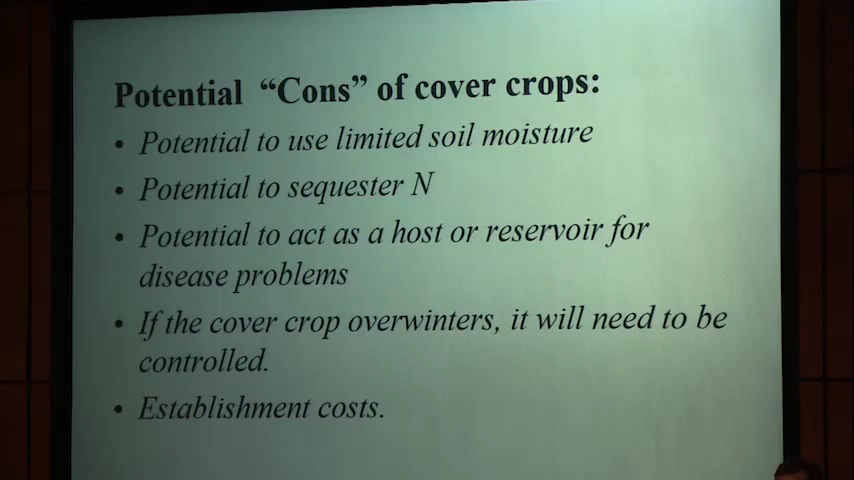 Potential “Cons” of cover crops:
• Potential to use limited soil moisture
• Potential to sequester N
• Potential to act as a host or reservoir for
disease problems
• If the cover crop overwinters, it will need to be
controlled.
• Establishment costs.